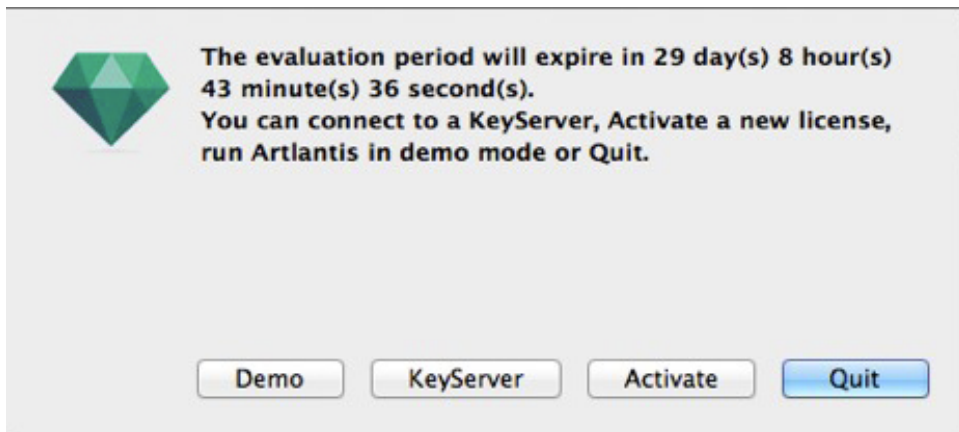 The evaluation period will expire in 29 day(s) 8 hour(s)
43 minute(s) 36 second(s).
You can connect to a KeyServer, Activate a new license,
run Artlantis in demo mode or Quit.
Demo KeyServer Activate Quit